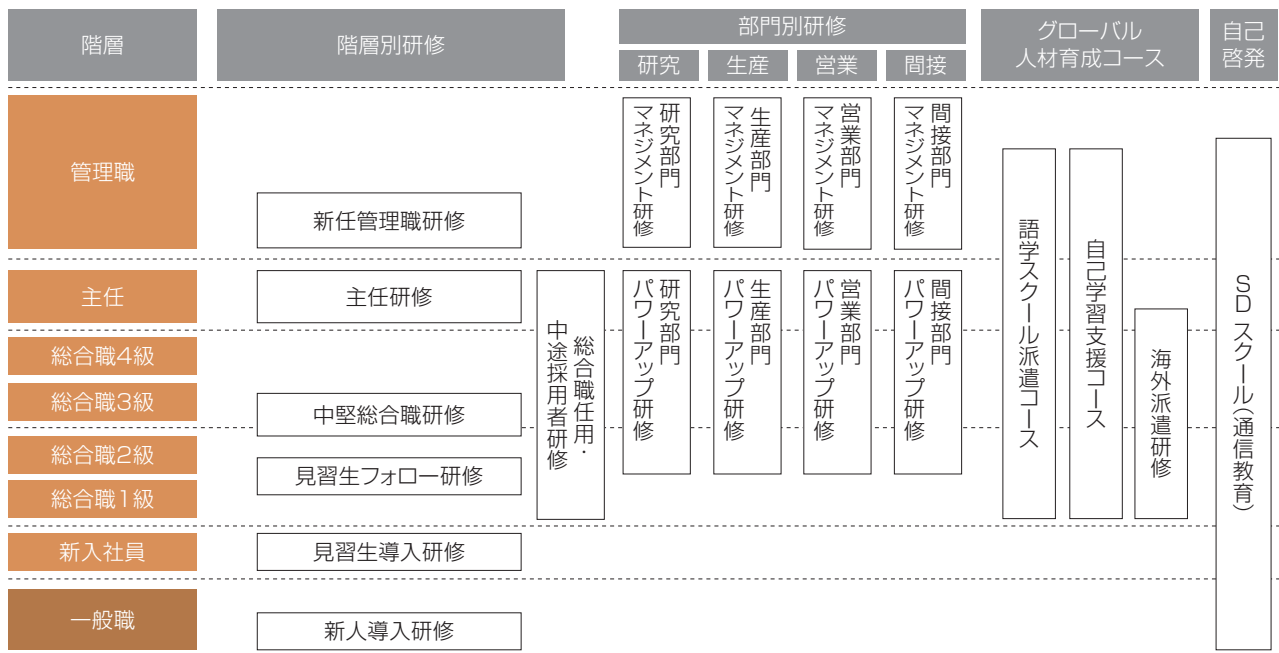 階層
階層別研修
部門別研修
研究
生産
営業
間接
グローバル
人材育成コース
自己
啓発
管理職
主任
総合職4級
総合職3級
総合職2級
総合職1級
新入社員
一般職
新任管理職研修
主任研修
中堅総合職研修
見習生フォロー研修
見習生導入研修
新人導入研修
総合職任用・
中途採用者研修
研究部門
マネジメント研修
生産部門
マネジメント研修
営業部門
マネジメント研修
間接部門
マネジメント研修
研究部門
パワーアップ研修
生産部門
パワーアップ研修
営業部門
パワーアップ研修
間接部門
パワーアップ研修
語学スクール派遣コース
自己学習支援コース
海外派遣研修
SDスクール(通信教育)